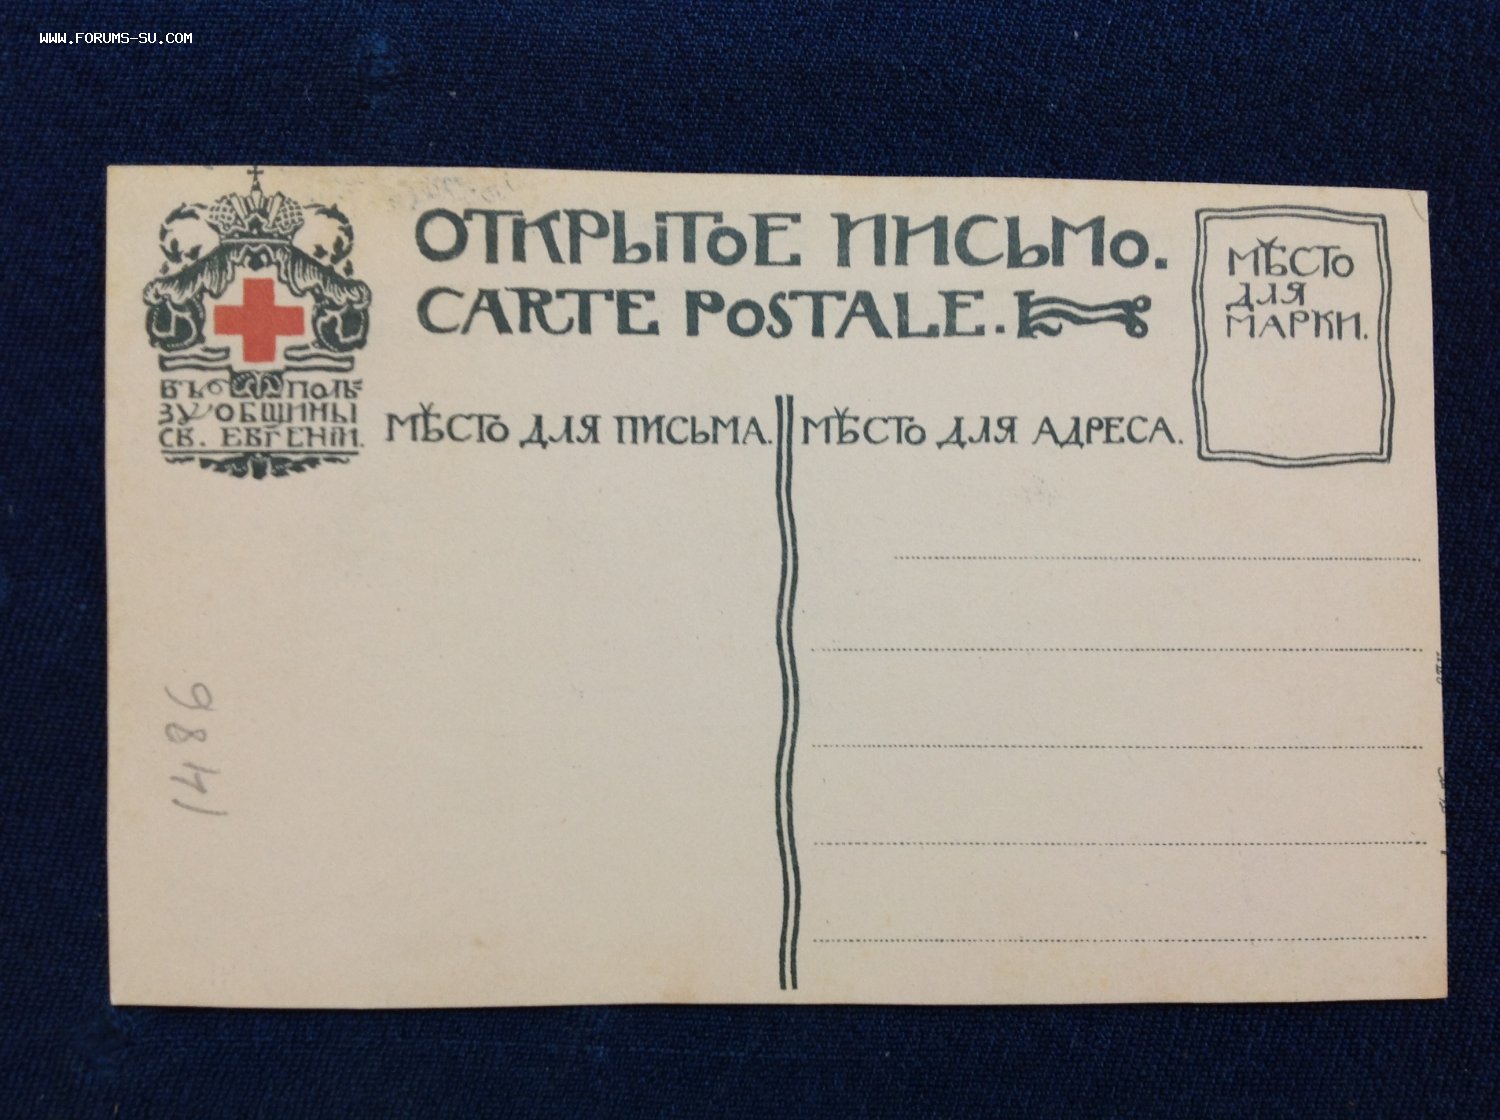 WWW.FORUMS-SU.COM
ОТКРЫТОЕ ПИСЬМО.
CARTE POSTALE.
МѢСТО
ДЛЯ
МАРКИ.
ВЪ ПОЛЬ=
ЗУ ОБЩИНЫ
СВ. ЕВГЕНІИ.
МѢСТО ДЛЯ ПИСЬМА.
МѢСТО ДЛЯ АДРЕСА.
1486